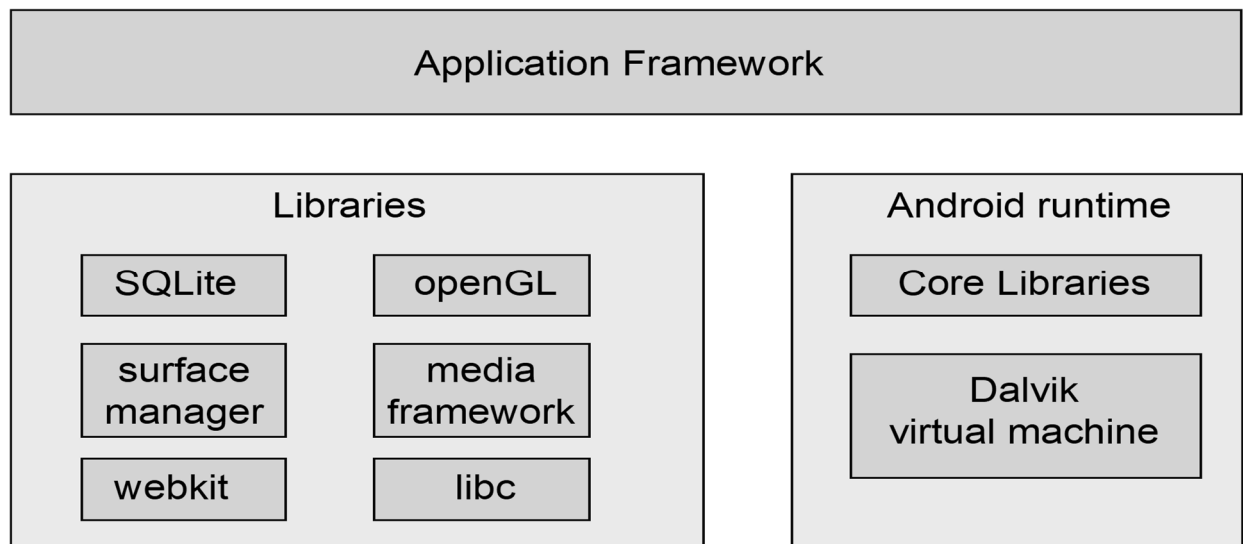 Application Framework
Libraries
SQLite
openGL
surface
manager
media
framework
webkit
libc
Android runtime
Core Libraries
Dalvik
virtual machine